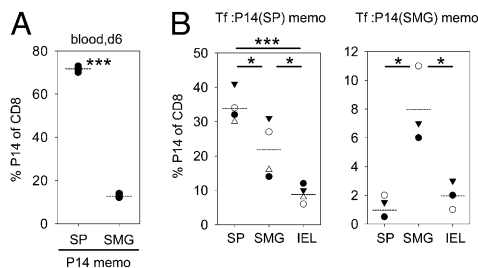 A
blood,d6
% P14 of CD8
80
60
40
20
0
***
SP SMG
P14 memo
B
Tf :P14(SP) memo
% P14 of CD8
50
40
30
20
10
0
***
* *
SP SMG IEL
Tf :P14(SMG) memo
12
10
8
6
4
2
0
* *
SP SMG IEL